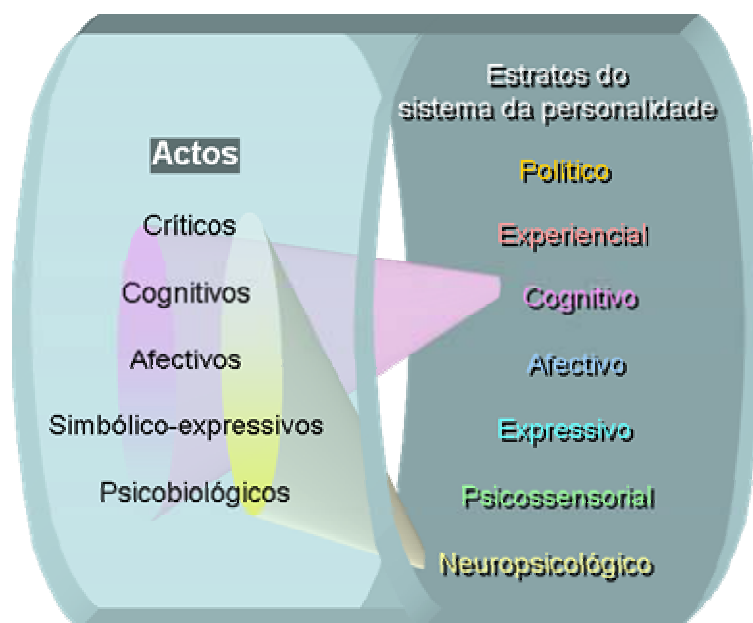 Actos
Críticos
Cognitivos
Afectivos
Simbólico-expressivos
Psicobiológicos
Estratos do
sistema da personalidade
Político
Experiencial
Cognitivo
Afectivo
Expressivo
Psicossensorial
Neuropsicológico